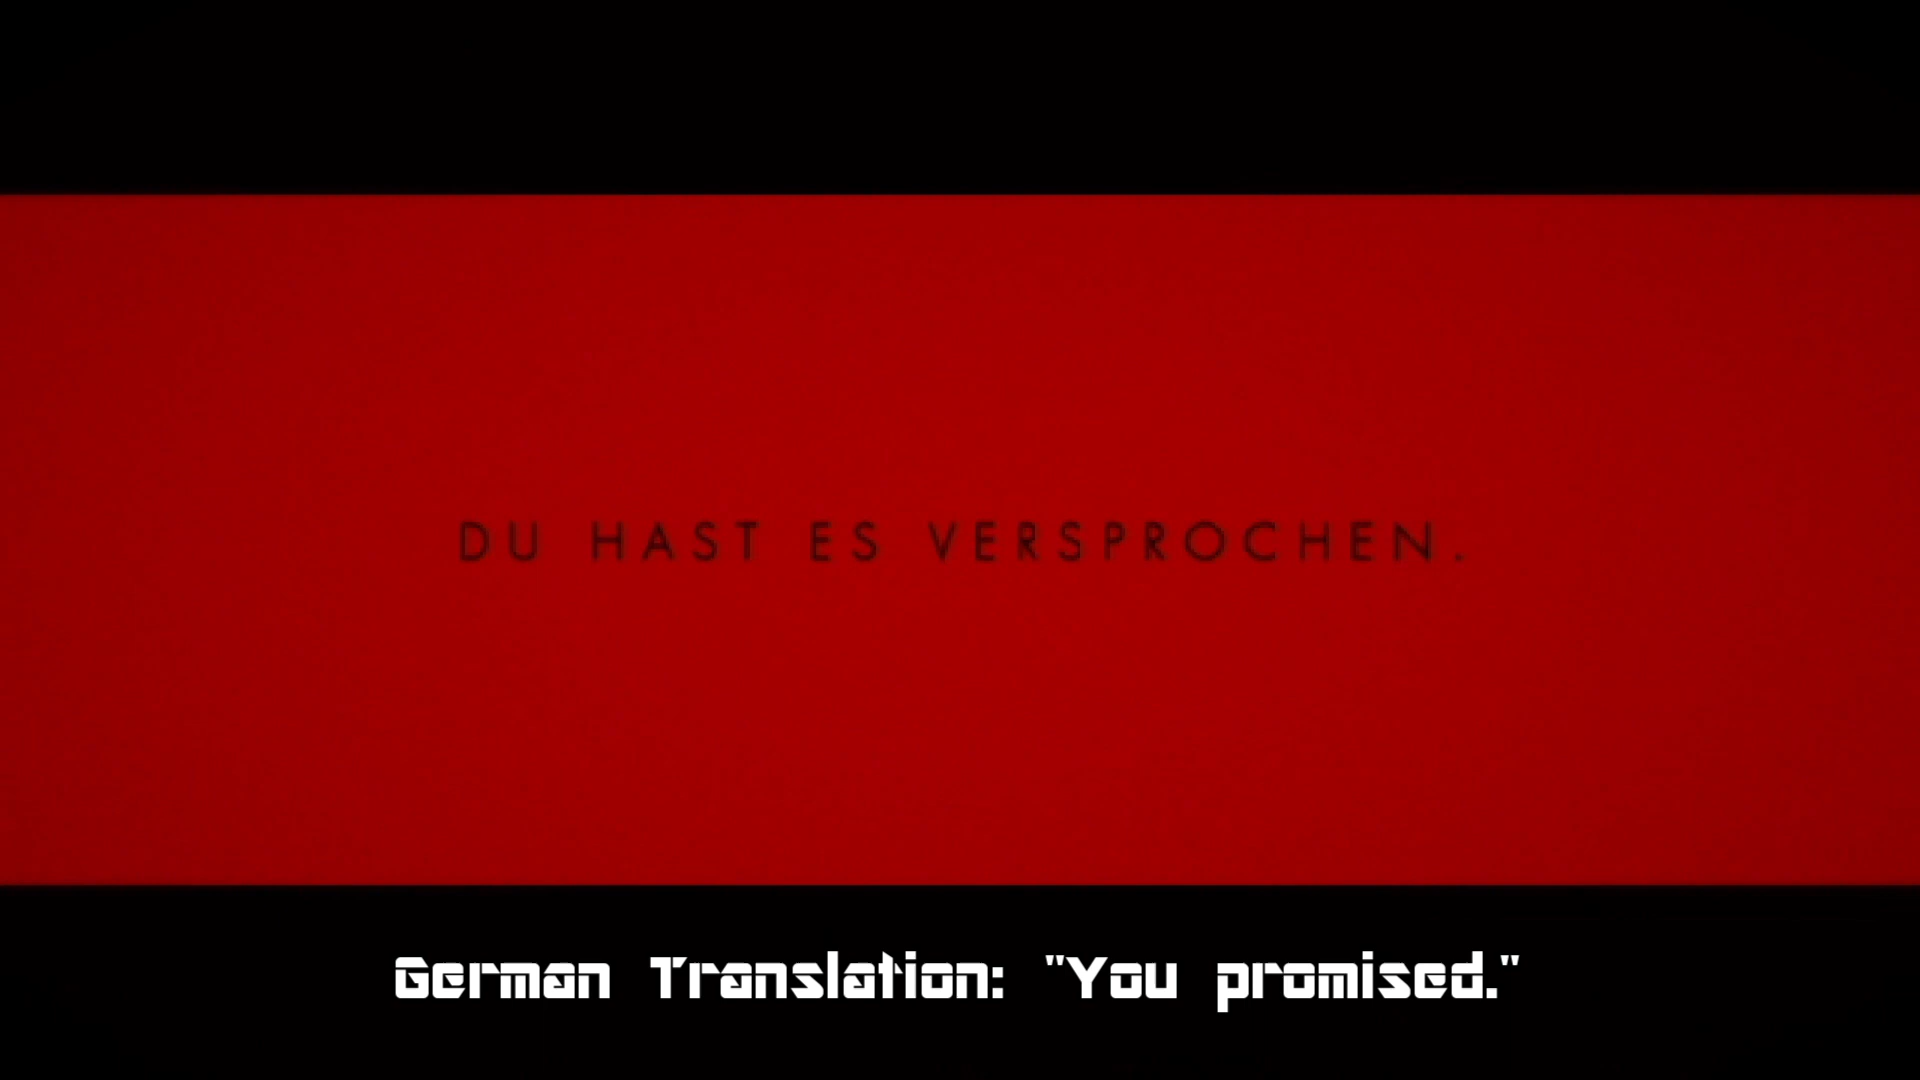 DU HAST ES VERSPROCHEN.
German Translation: "You promised."